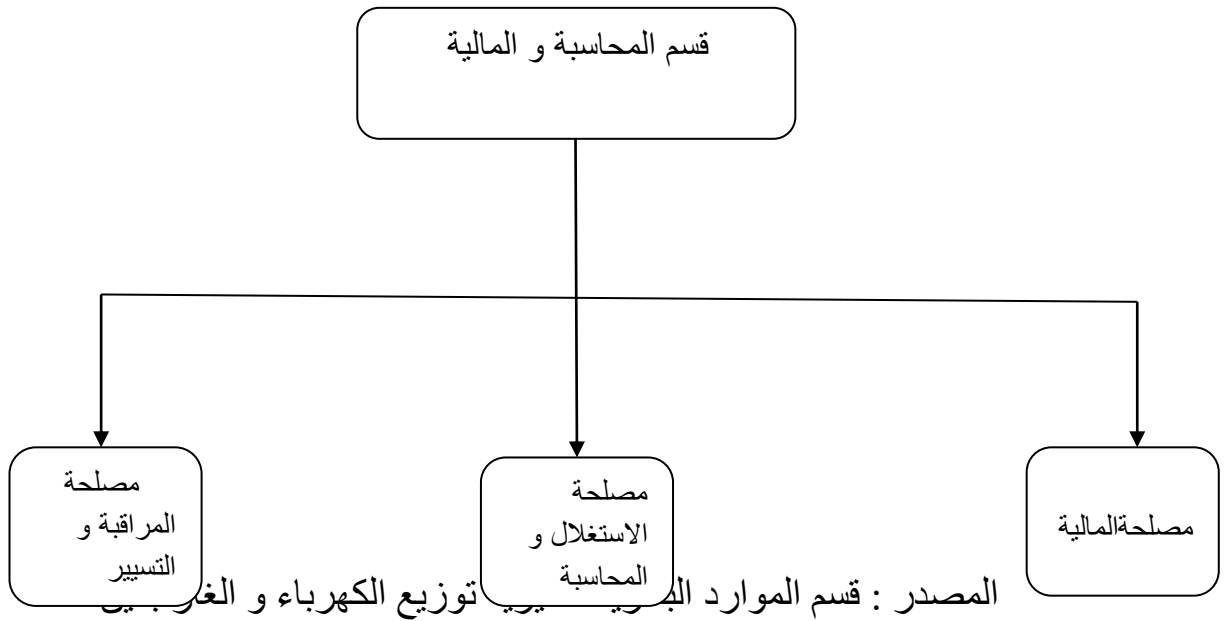 قسم المحاسبة و المالية
مصلحةالمالية
مصلحة
الاستغلال و
المحاسبة
مصلحة
المراقبة و
التسيير
المصدر : قسم الموارد توزيع الكهرباء و